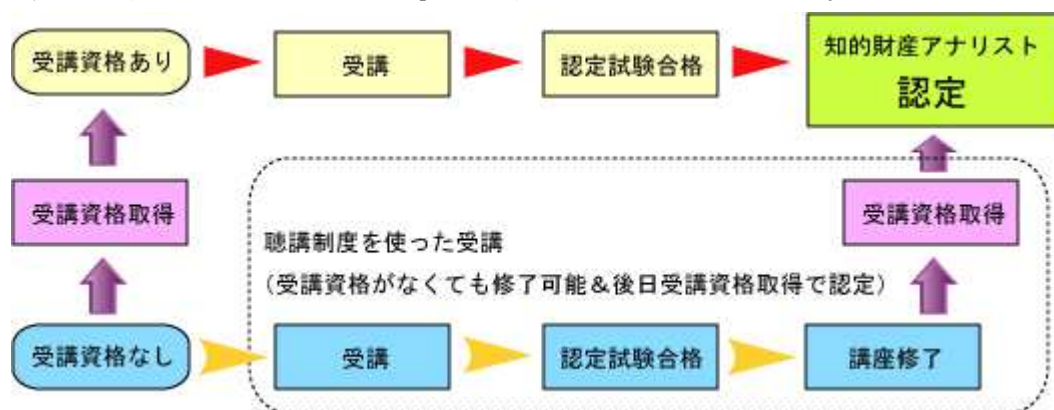 受講資格あり
受講
認定試験合格
知的財産アナリスト
認定
受講資格取得
受講資格取得
聴講制度を使った受講
(受講資格がなくても修了可能&後日受講資格取得で認定)
受講資格なし
受講
認定試験合格
講座修了